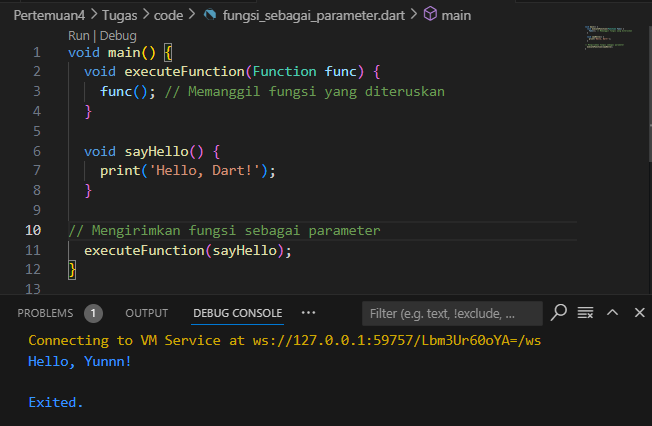 Pertemuan4 > Tugas > code > fungsi_sebagai_parameter.dart > main
Run | Debug
1 void main() {
2 void executeFunction(Function func) {
3 func(); // Memanggil fungsi yang diteruskan
4 }
5
6 void sayHello() {
7 print('Hello, Dart!');
8 }
9
10 // Mengirimkan fungsi sebagai parameter
11 executeFunction(sayHello);
12 }
13
PROBLEMS 1 OUTPUT DEBUG CONSOLE ··· Filter (e.g. text, !exclude, ...
Connecting to VM Service at ws://127.0.0.1:59757/Lbm3Ur60oYA=/ws
Hello, Yunnn!
Exited.